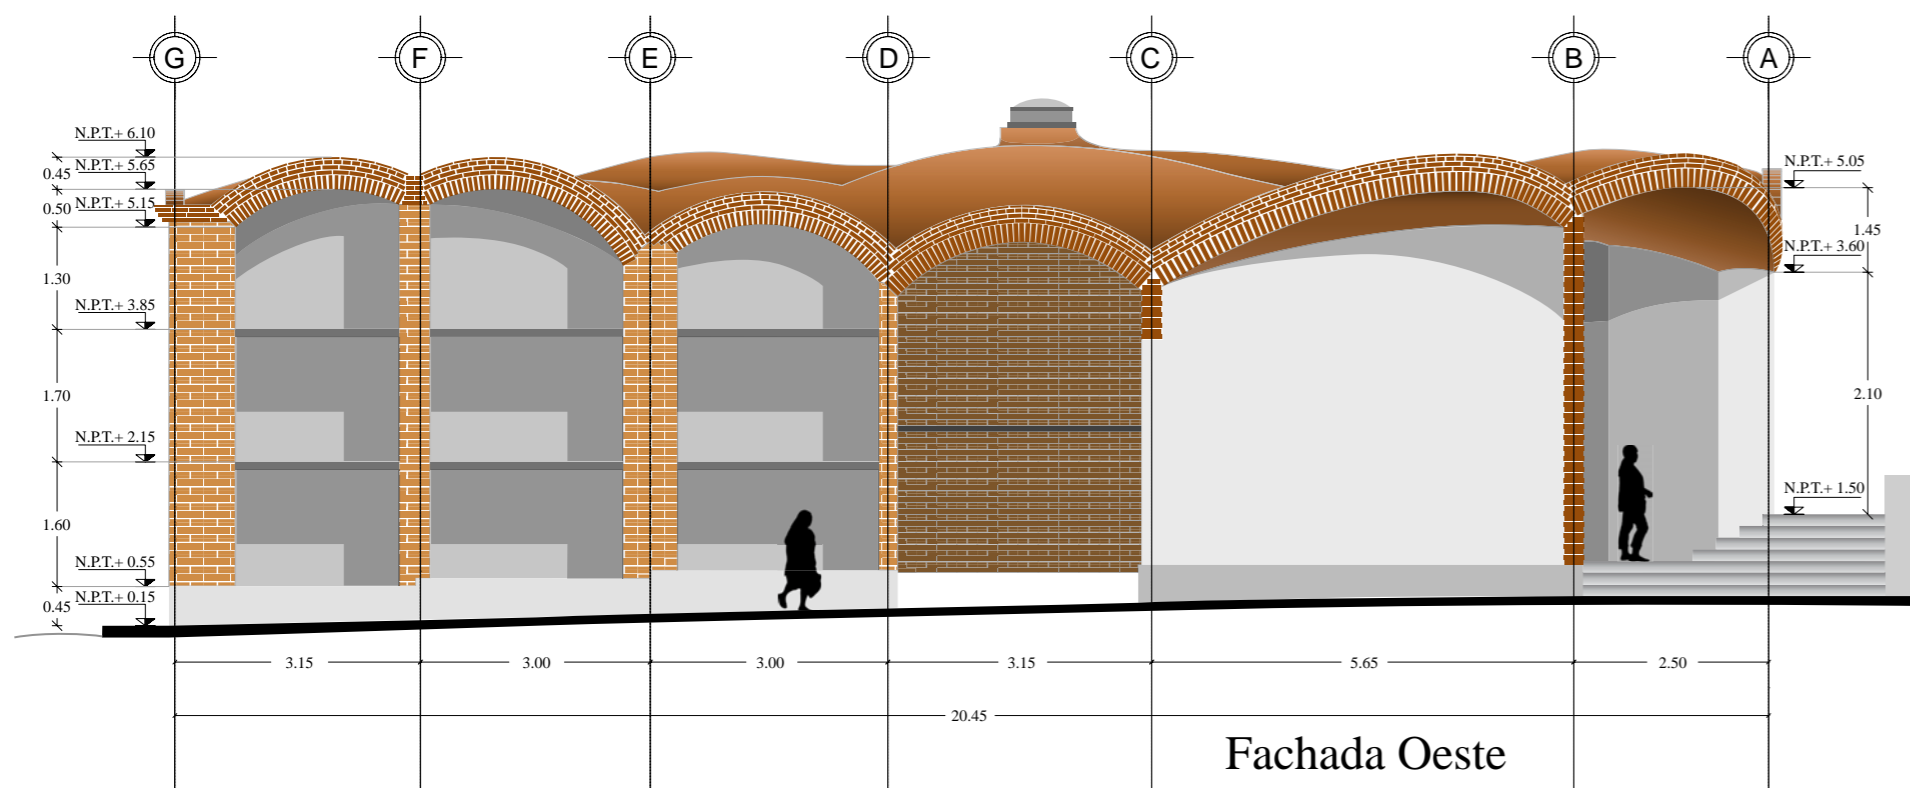 G F E D C B A
N.P.T.+ 6.10
0.45
N.P.T.+ 5.65
0.50
N.P.T.+ 5.15
1.30
N.P.T.+ 3.85
1.70
N.P.T.+ 2.15
1.60
N.P.T.+ 0.55
0.45
N.P.T.+ 0.15
N.P.T.+ 5.05
1.45
N.P.T.+ 3.60
2.10
N.P.T.+ 1.50
3.15 3.00 3.00 3.15 5.65 2.50
20.45
Fachada Oeste